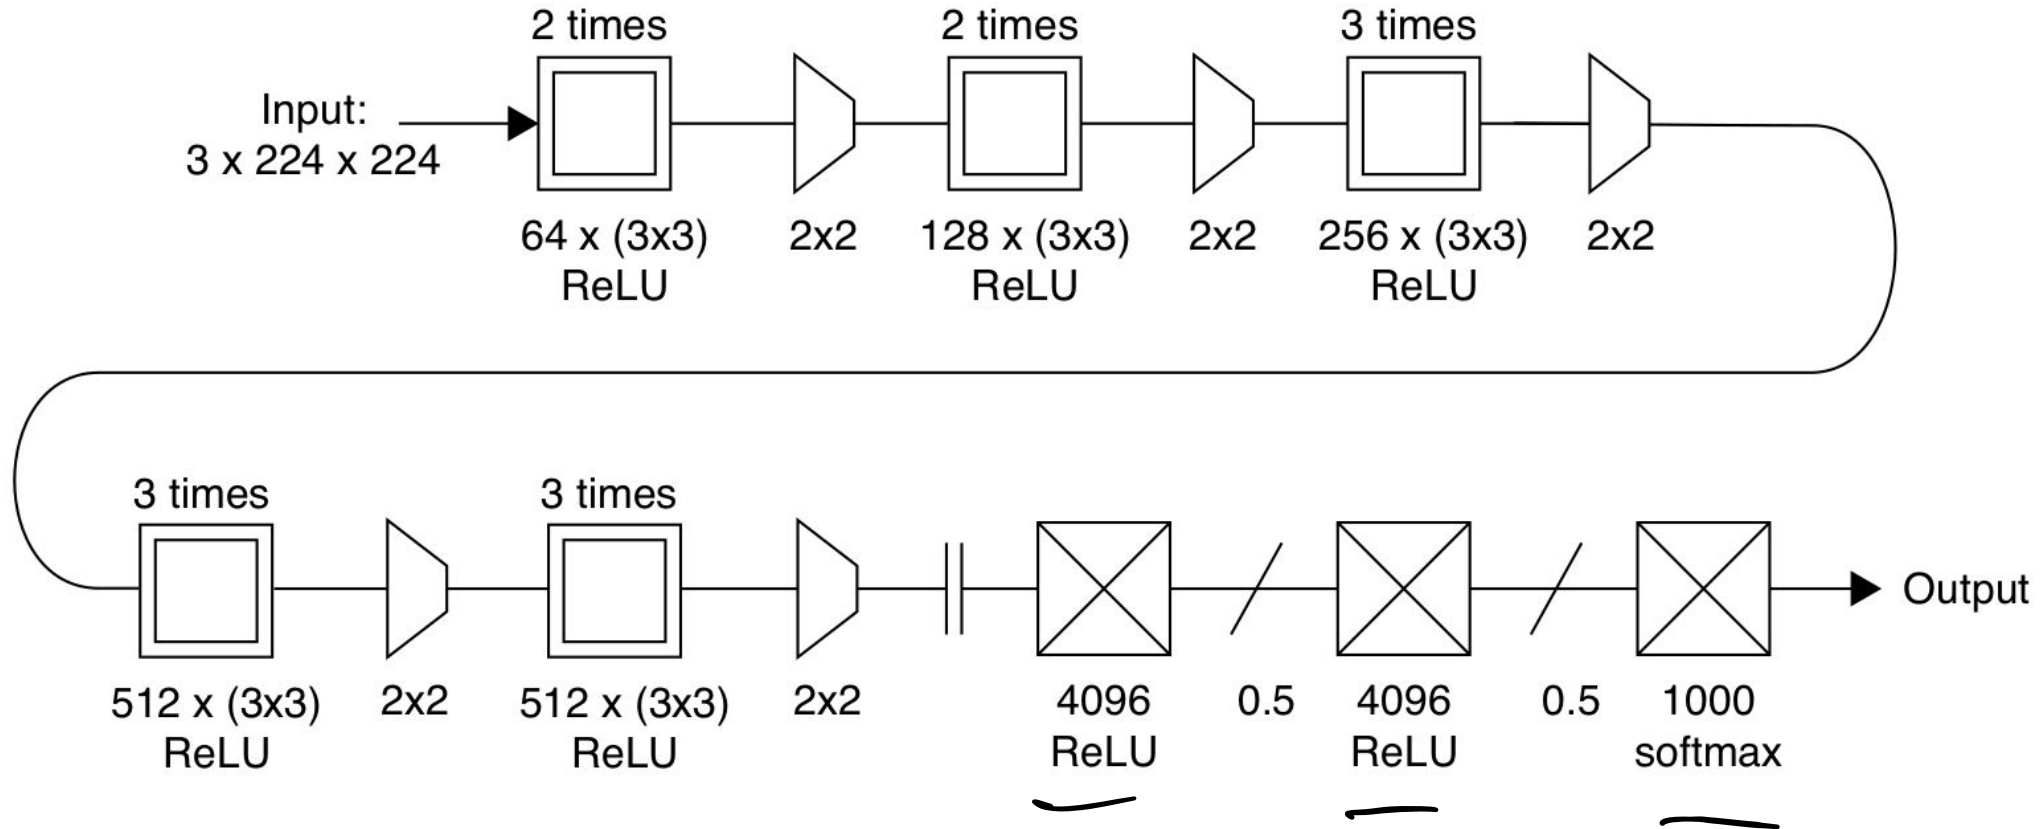 2 times
2 times
3 times
Input:
3 x 224 x 224
64 x (3x3)
ReLU
2x2
128 x (3x3)
ReLU
2x2
256 x (3x3)
ReLU
2x2
3 times
3 times
Output
512 x (3x3)
ReLU
2x2
512 x (3x3)
ReLU
2x2
4096
ReLU
0.5
4096
ReLU
0.5
1000
softmax